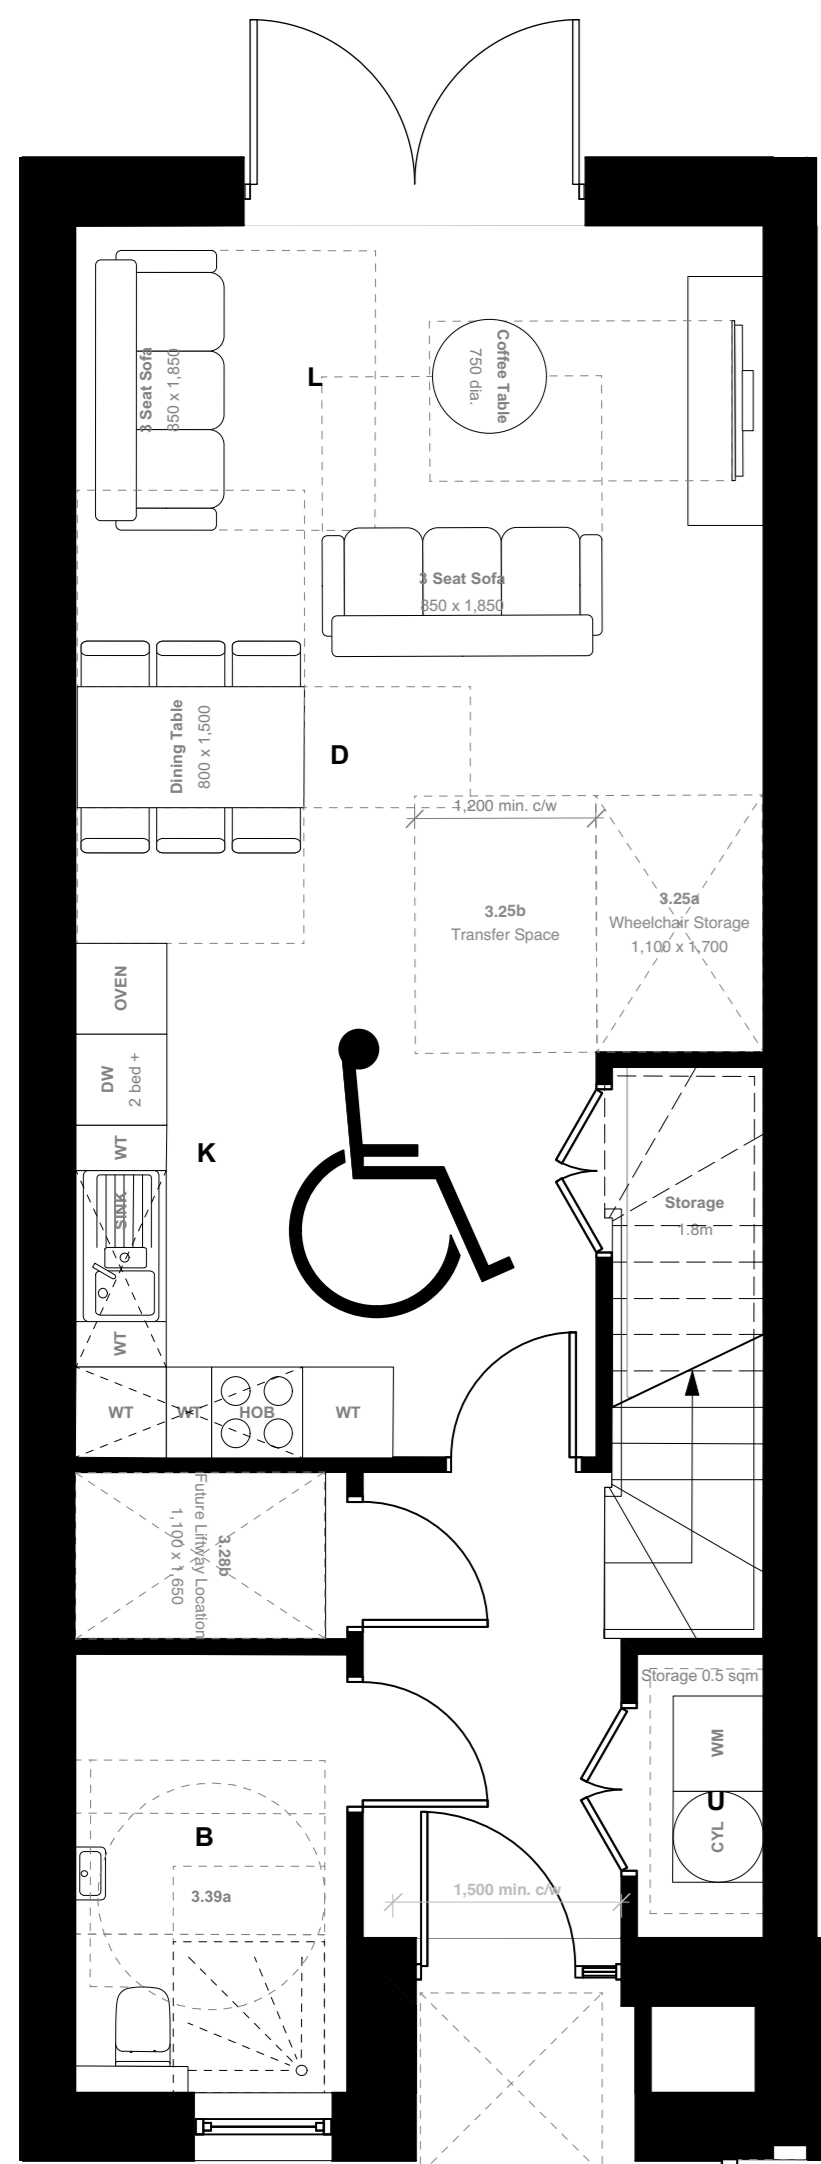 Coffee Table
750 dia.
L
3 Seat Sofa
850 x 1,850
3 Seat Sofa
850 x 1,850
Dining Table
800 x 1,500
D
1,200 min. c/w
3.25b
Transfer Space
3.25a
Wheelchair Storage
1,100 x 1,700
OVEN
DW
2 bed +
WT
K
SINK
Storage
1.8m
WT
WT
WT
HOB
WT
3.28b
Future Liftway Location
1,100 x 1,650
Storage 0.5 sqm
WM
U
CYL
B
3.39a
1,500 min. c/w